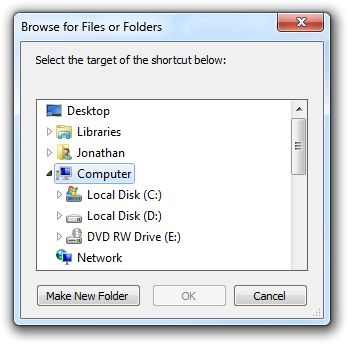 Browse for Files or Folders
Select the target of the shortcut below:
Desktop
Libraries
Jonathan
Computer
Local Disk (C:)
Local Disk (D:)
DVD RW Drive (E:)
Network
Make New Folder
OK
Cancel